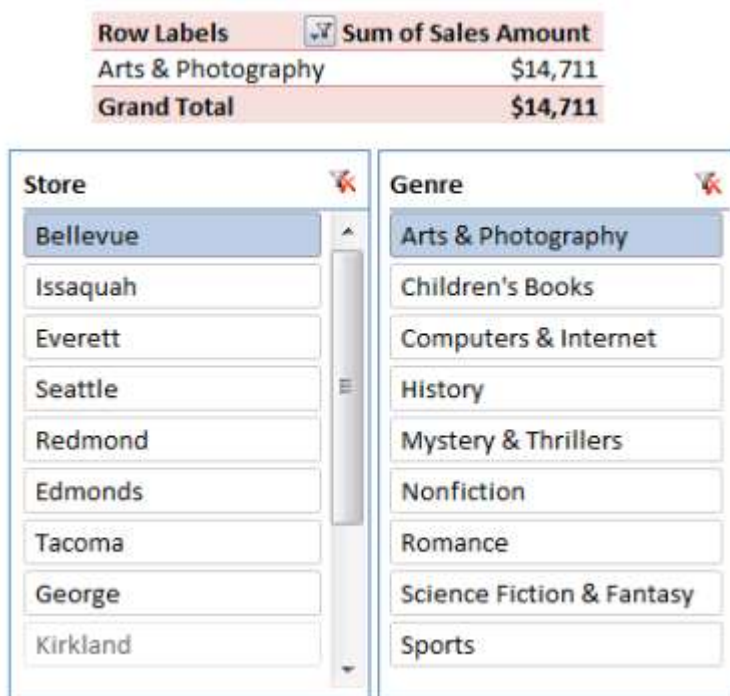 Row Labels Sum of Sales Amount
Arts & Photography $14,711
Grand Total $14,711
Store
Bellevue
Issaquah
Everett
Seattle
Redmond
Edmonds
Tacoma
George
Kirkland
Genre
Arts & Photography
Children's Books
Computers & Internet
History
Mystery & Thrillers
Nonfiction
Romance
Science Fiction & Fantasy
Sports